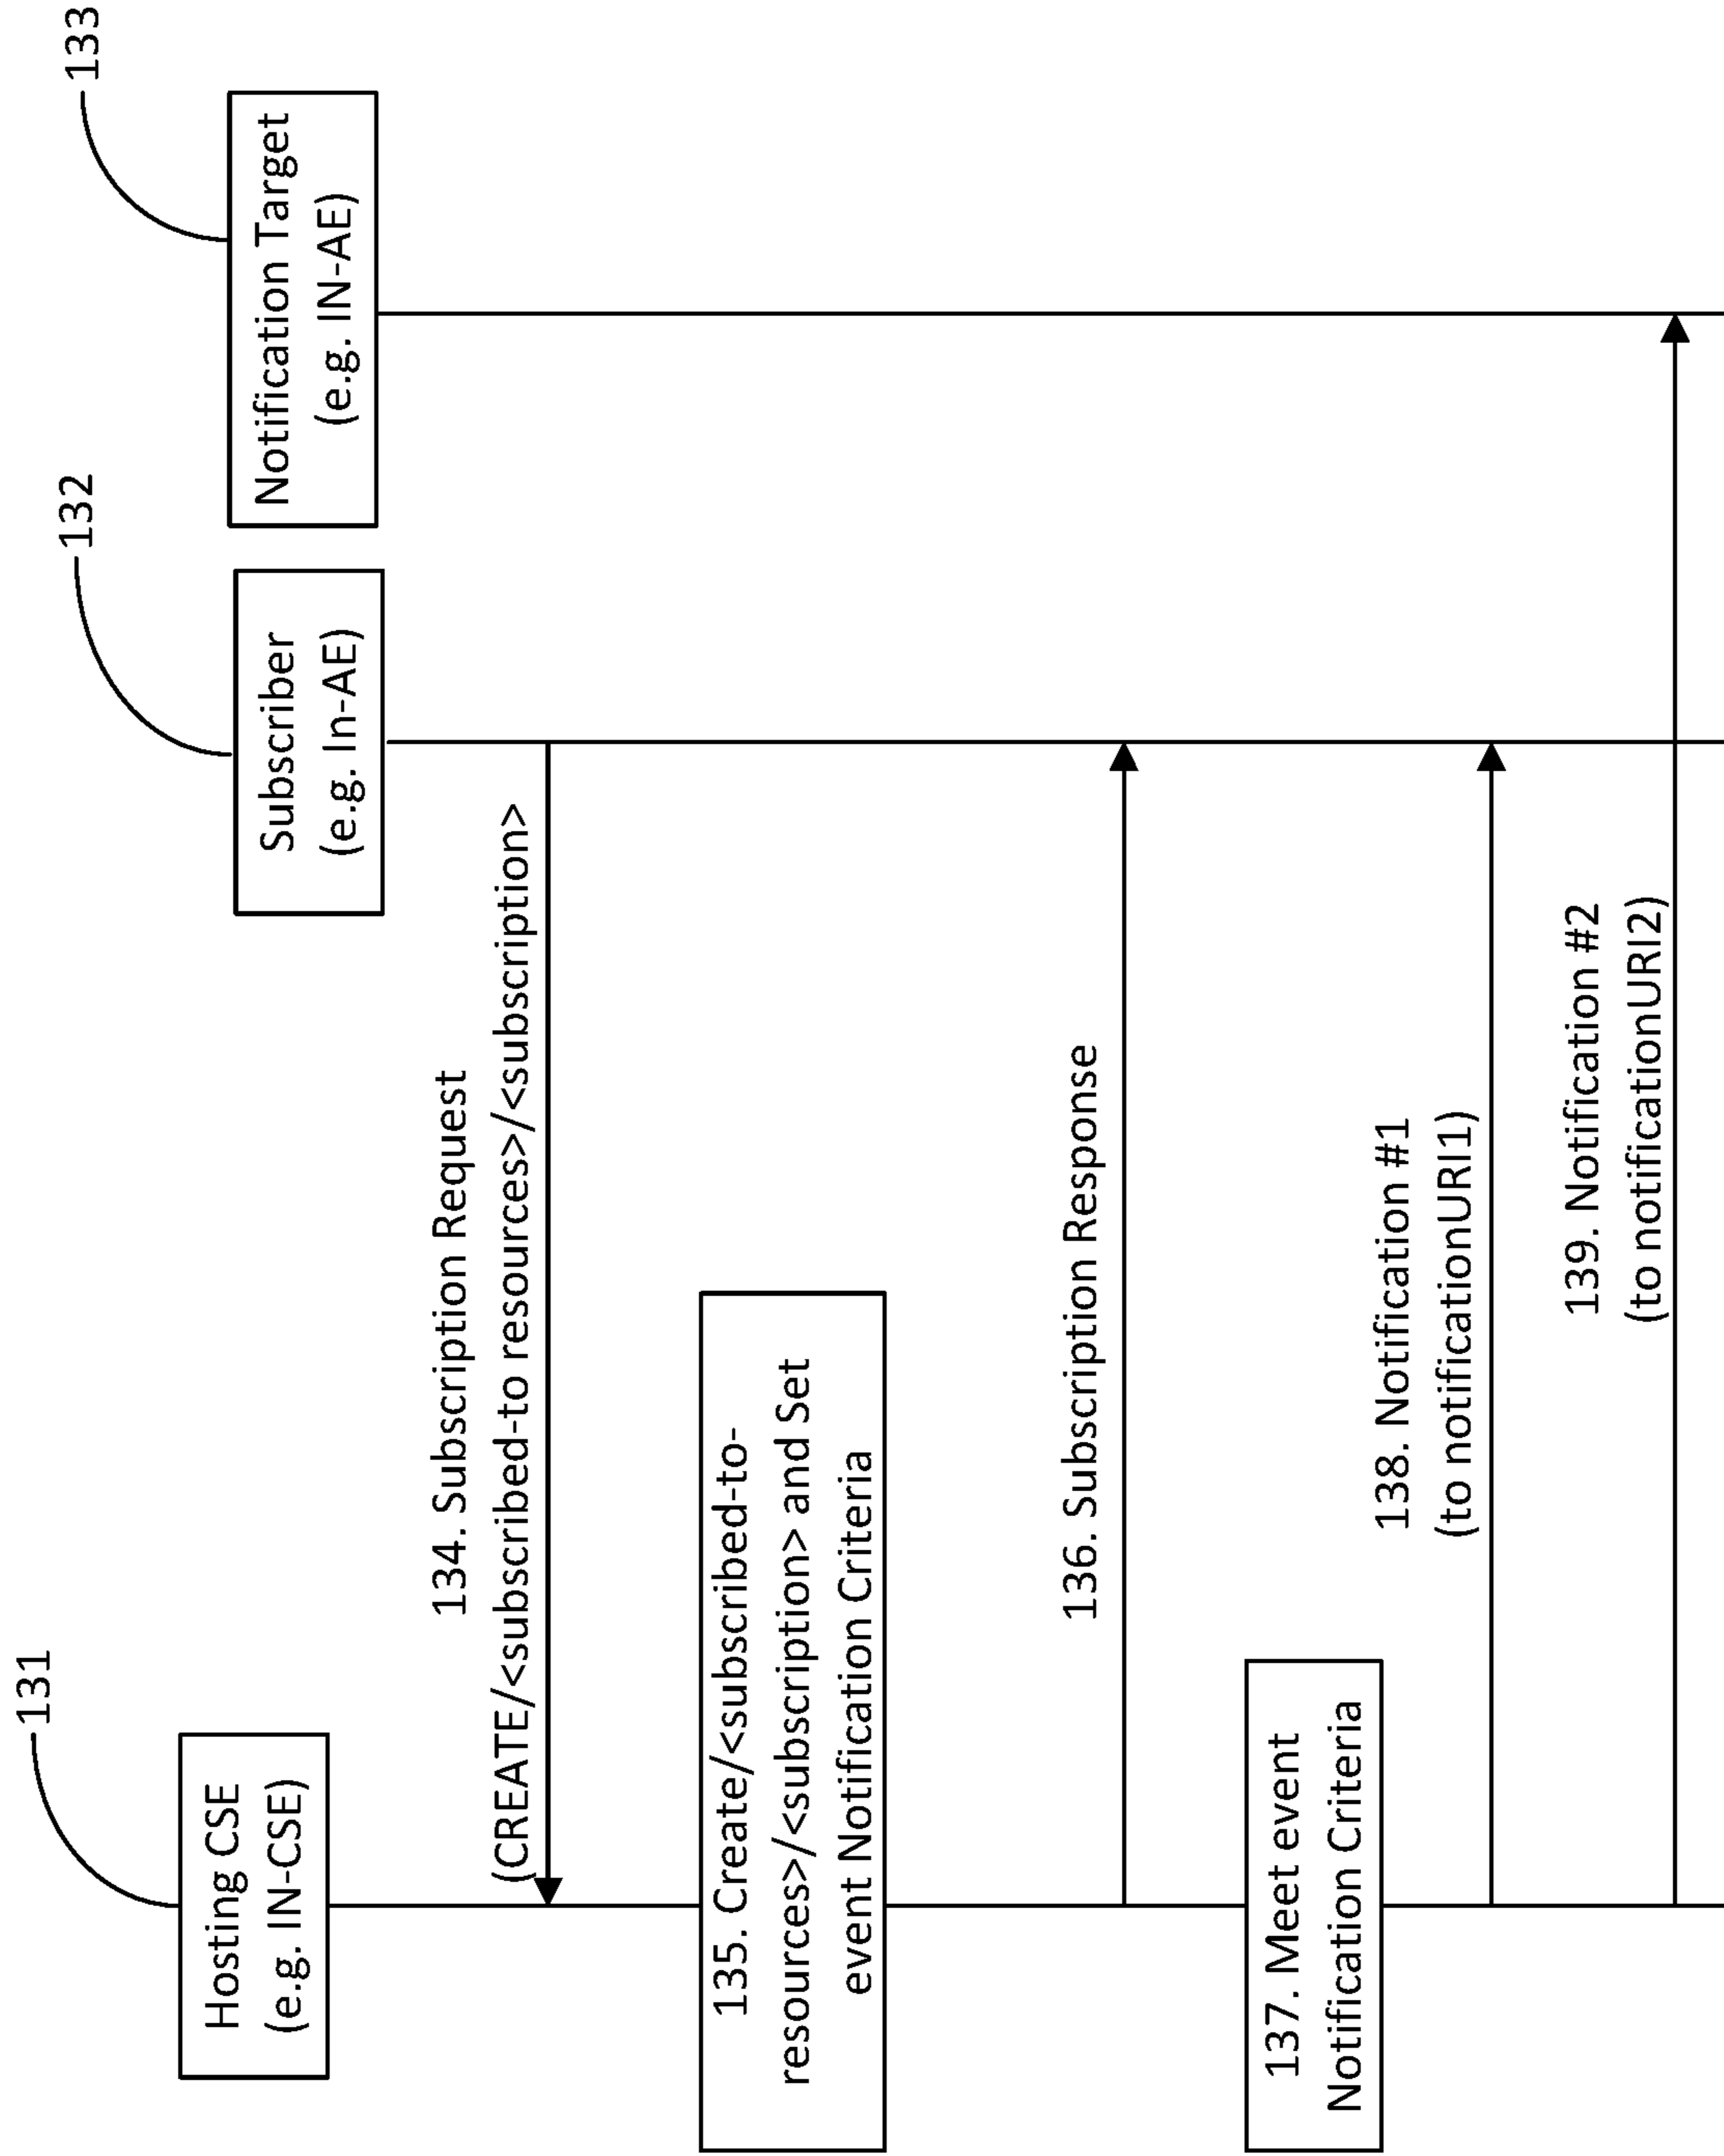 131
Hosting CSE
(e.g. IN-CSE)
132
Subscriber
(e.g. In-AE)
133
Notification Target
(e.g. IN-AE)
134. Subscription Request
(CREATE/<subscribed-to resources>/<subscription>
135. Create/<subscribed-to-
resources>/<subscription> and Set
event Notification Criteria
136. Subscription Response
137. Meet event
Notification Criteria
138. Notification #1
(to notificationURI1)
139. Notification #2
(to notificationURI2)